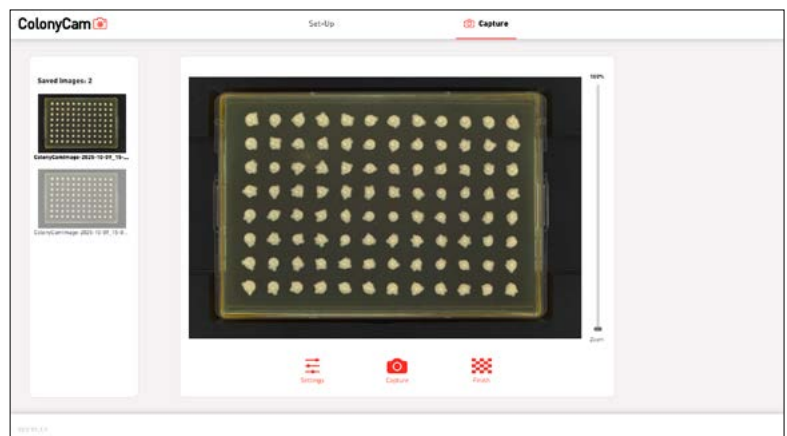 ColonyCam
Set-Up
Capture
Saved Images: 2
100%
Zoom
Settings
Capture
Finish